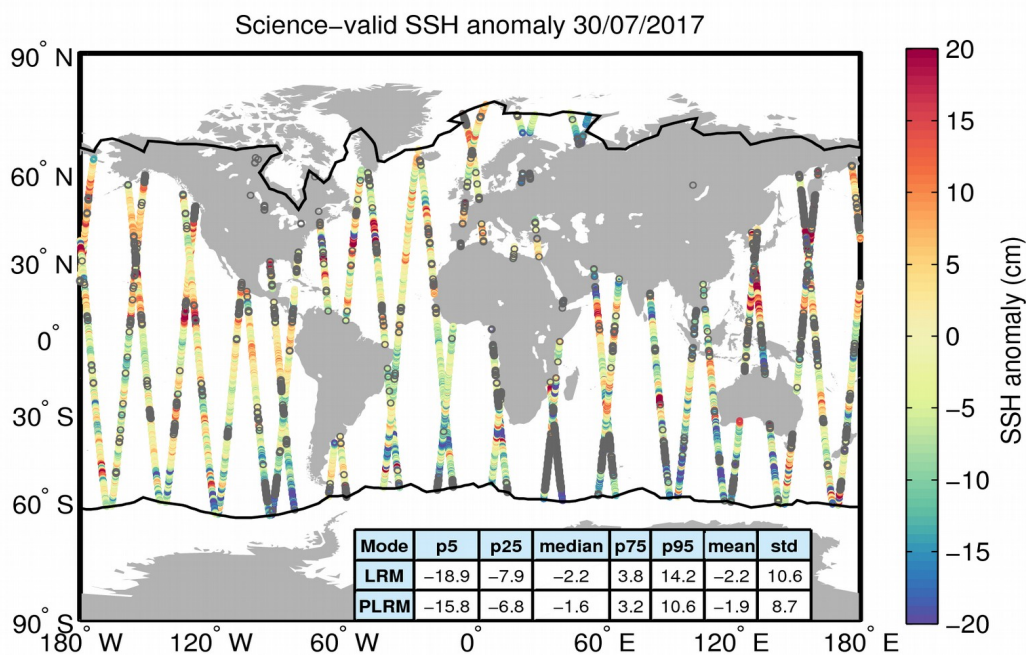 Science−valid SSH anomaly 30/07/2017
90° N
60° N
30° N
0°
30° S
60° S
90° S
180° W
120° W
60° W
0°
60° E
120° E
180° E
Mode p5 p25 median p75 p95 mean std
LRM −18.9 −7.9 −2.2 3.8 14.2 −2.2 10.6
PLRM −15.8 −6.8 −1.6 3.2 10.6 −1.9 8.7
20
15
10
5
0
−5
−10
−15
−20
SSH anomaly (cm)